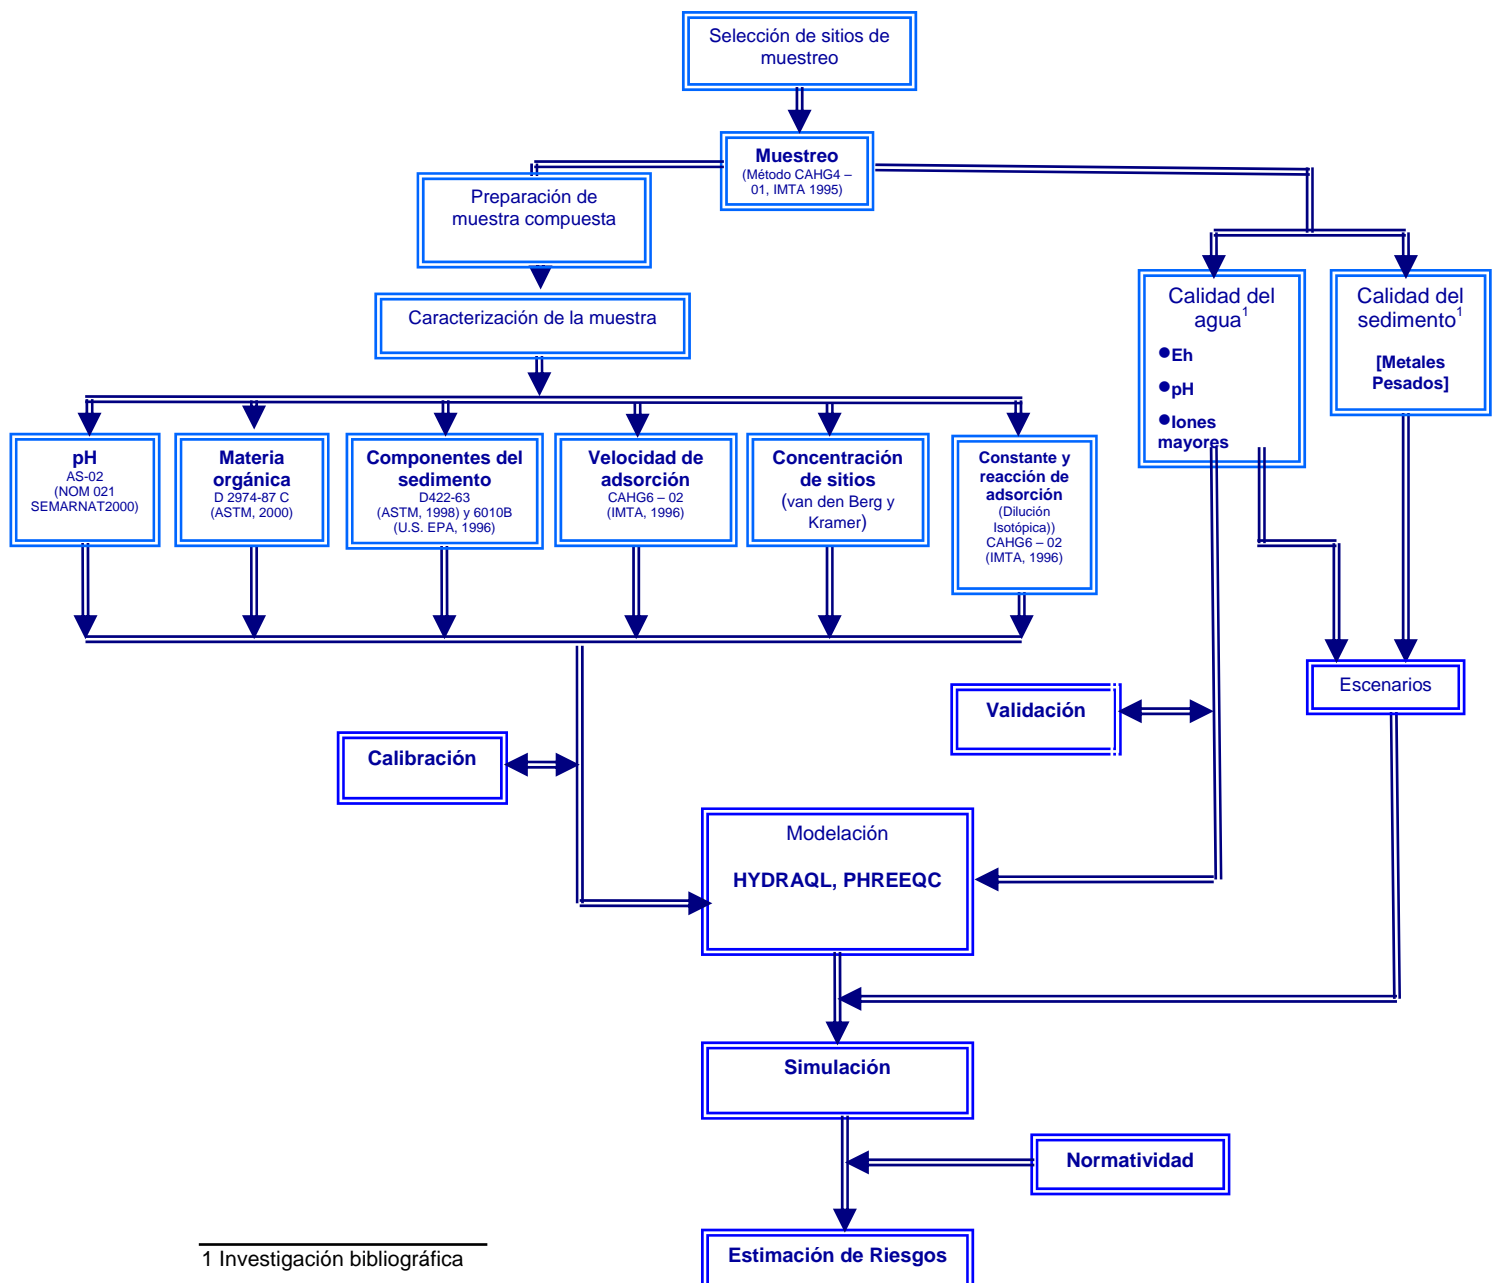 Selección de sitios de
muestreo
Muestreo
(Método CAHG4 –
01, IMTA 1995)
Preparación de
muestra compuesta
Caracterización de la muestra
Calidad del
agua1
●Eh
●pH
●Iones
mayores
Calidad del
sedimento1
[Metales
Pesados]
pH
AS-02
(NOM 021
SEMARNAT2000)
Materia
orgánica
D 2974-87 C
(ASTM, 2000)
Componentes del
sedimento
D422-63
(ASTM, 1998) y 6010B
(U.S. EPA, 1996)
Velocidad de
adsorción
CAHG6 – 02
(IMTA, 1996)
Concentración
de sitios
(van den Berg y
Kramer)
Constante y
reacción de
adsorción
(Dilución
Isotópica))
CAHG6 – 02
(IMTA, 1996)
Escenarios
Validación
Calibración
Modelación
HYDRAQL, PHREEQC
Simulación
Normatividad
Estimación de Riesgos
1 Investigación bibliográfica